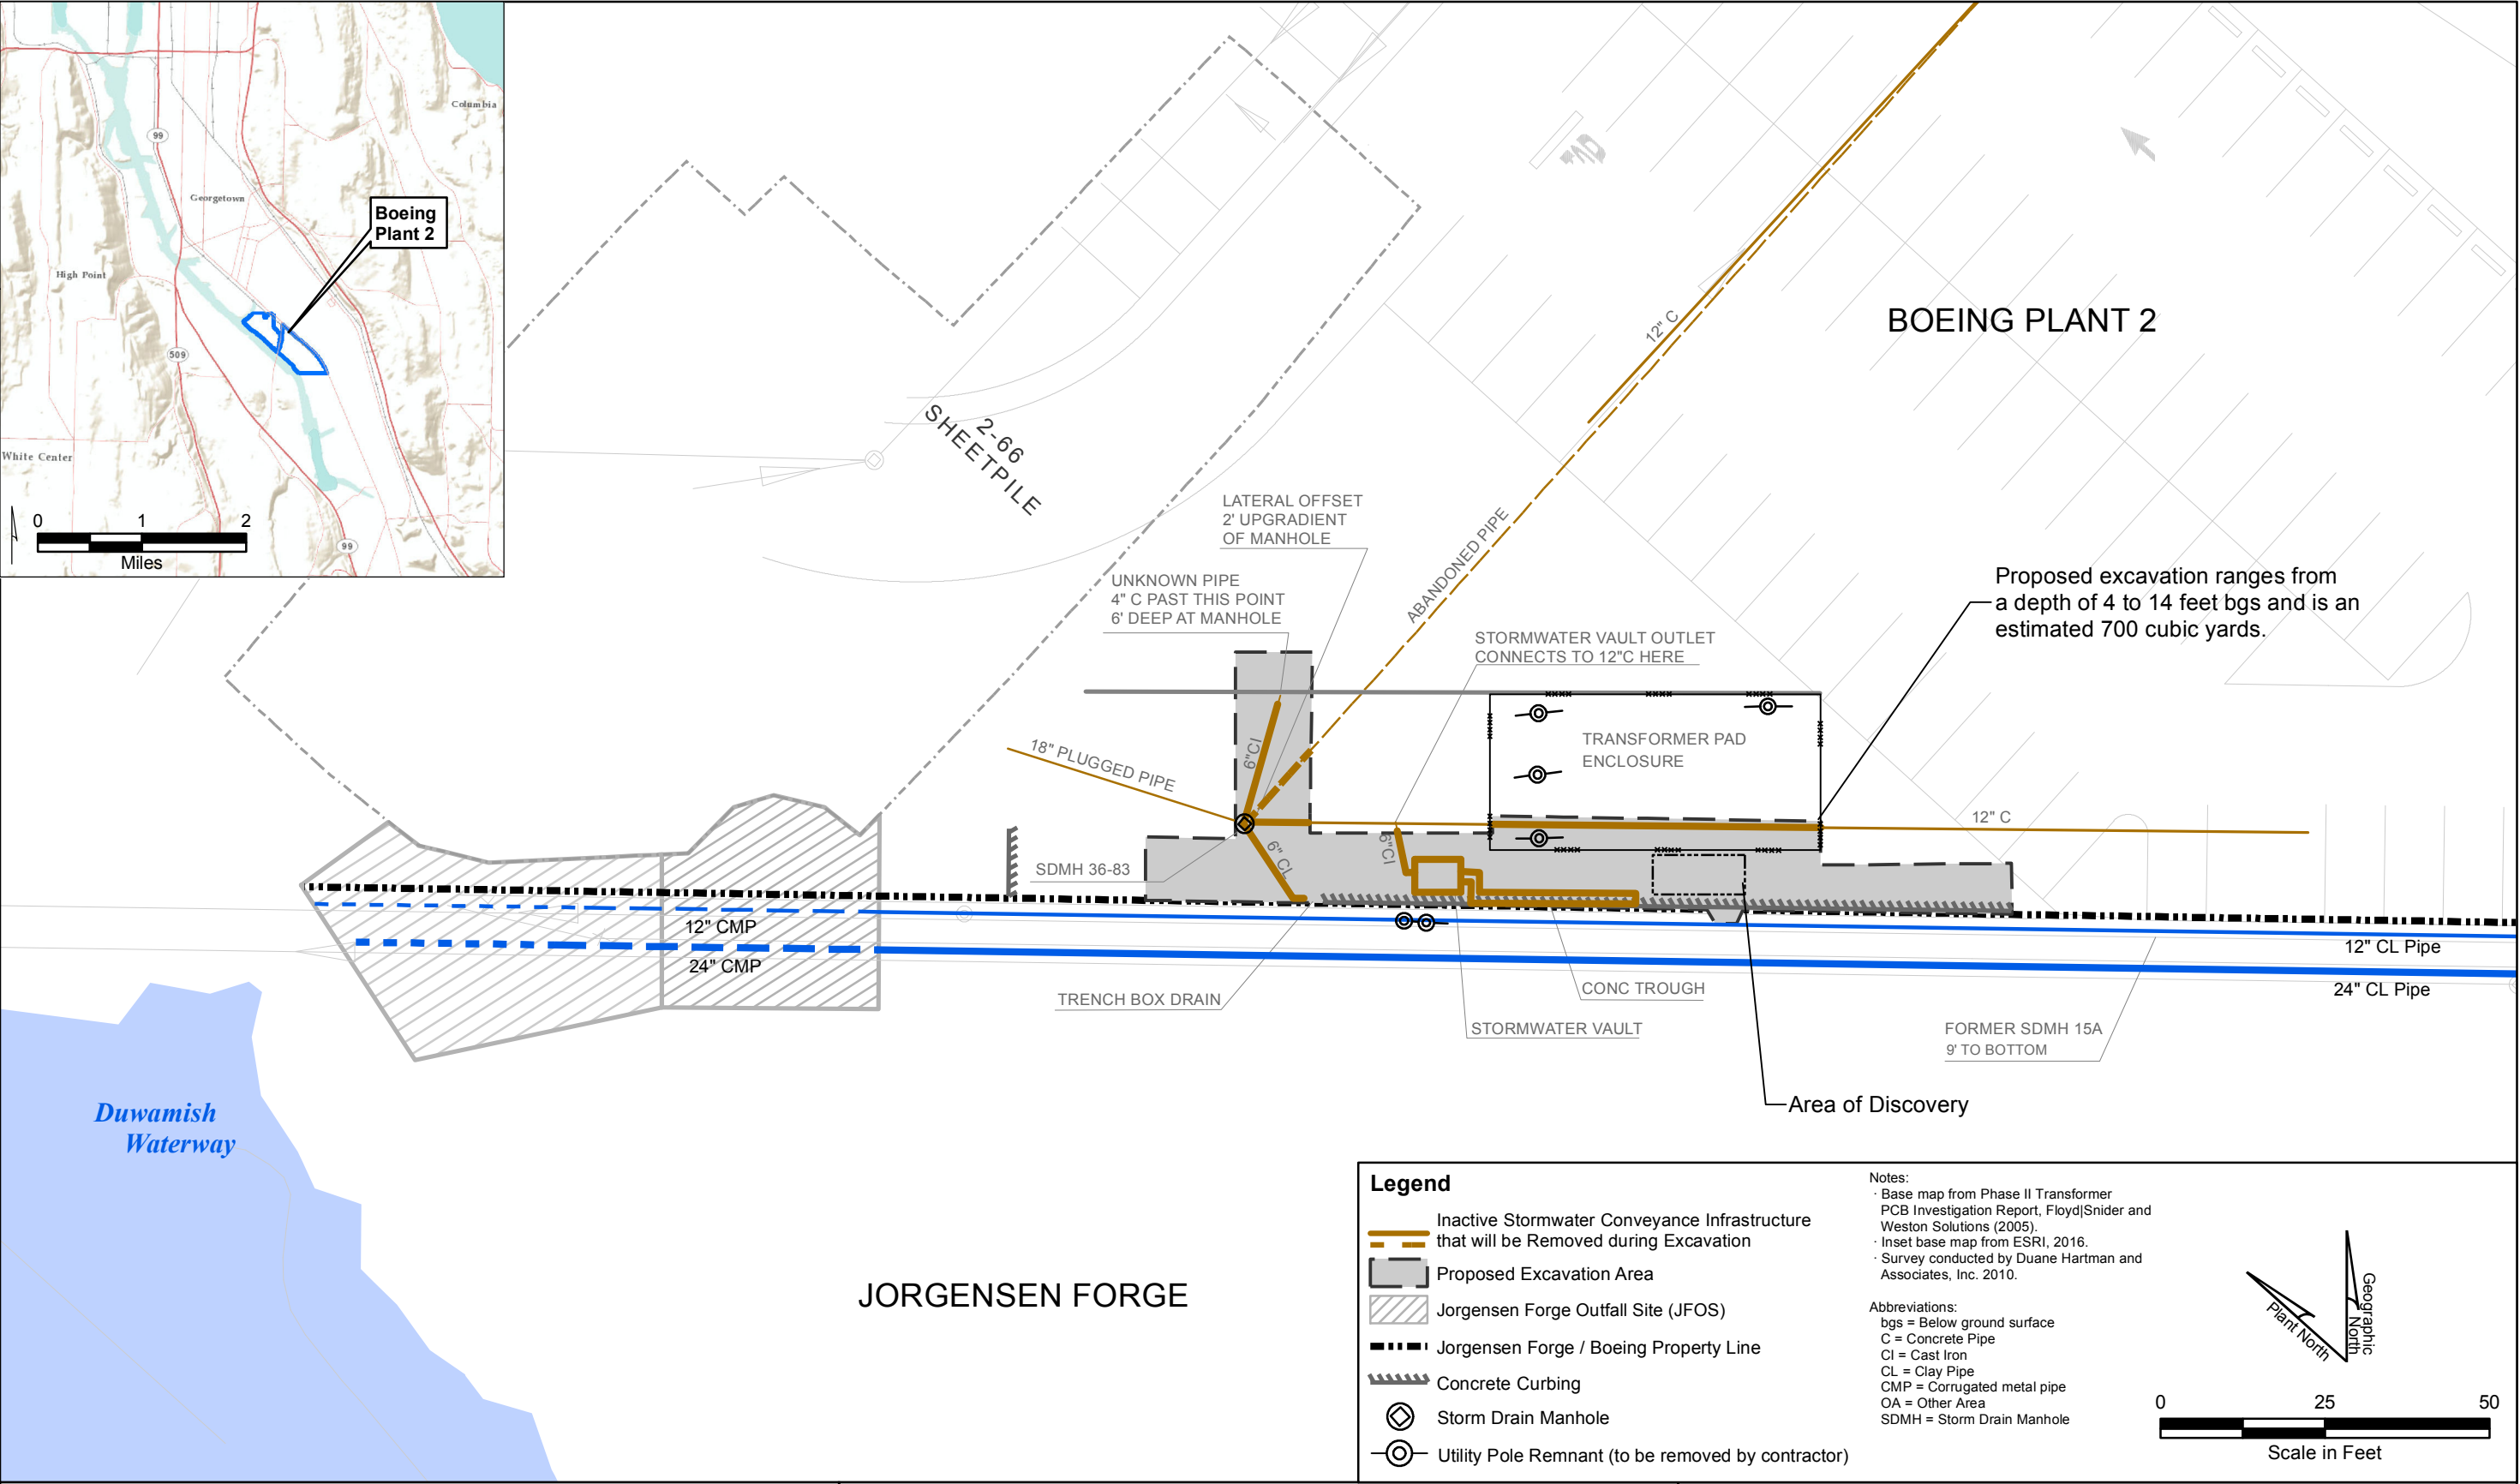 Columbia
99
Georgetown
Boeing
Plant 2
High Point
509
White Center
99
0 1 2
Miles
BOEING PLANT 2
12" C
2-66
SHEETPILE
LATERAL OFFSET
2' UPGRADIENT
OF MANHOLE
ABANDONED PIPE
UNKNOWN PIPE
4" C PAST THIS POINT
6' DEEP AT MANHOLE
Proposed excavation ranges from
a depth of 4 to 14 feet bgs and is an
estimated 700 cubic yards.
STORMWATER VAULT OUTLET
CONNECTS TO 12"C HERE
TRANSFORMER PAD
ENCLOSURE
18" PLUGGED PIPE
6"CI
12" C
6" CL
6"CI
SDMH 36-83
12" CMP
24" CMP
12" CL Pipe
24" CL Pipe
TRENCH BOX DRAIN
CONC TROUGH
STORMWATER VAULT
FORMER SDMH 15A
9' TO BOTTOM
Area of Discovery
Duwamish
Waterway
JORGENSEN FORGE
Legend
Inactive Stormwater Conveyance Infrastructure
that will be Removed during Excavation
Proposed Excavation Area
Jorgensen Forge Outfall Site (JFOS)
Jorgensen Forge / Boeing Property Line
Concrete Curbing
Storm Drain Manhole
Utility Pole Remnant (to be removed by contractor)
Notes:
· Base map from Phase II Transformer
PCB Investigation Report, Floyd|Snider and
Weston Solutions (2005).
· Inset base map from ESRI, 2016.
· Survey conducted by Duane Hartman and
Associates, Inc. 2010.
Abbreviations:
bgs = Below ground surface
C = Concrete Pipe
CI = Cast Iron
CL = Clay Pipe
CMP = Corrugated metal pipe
OA = Other Area
SDMH = Storm Drain Manhole
Plant North
Geographic
North
0 25 50
Scale in Feet